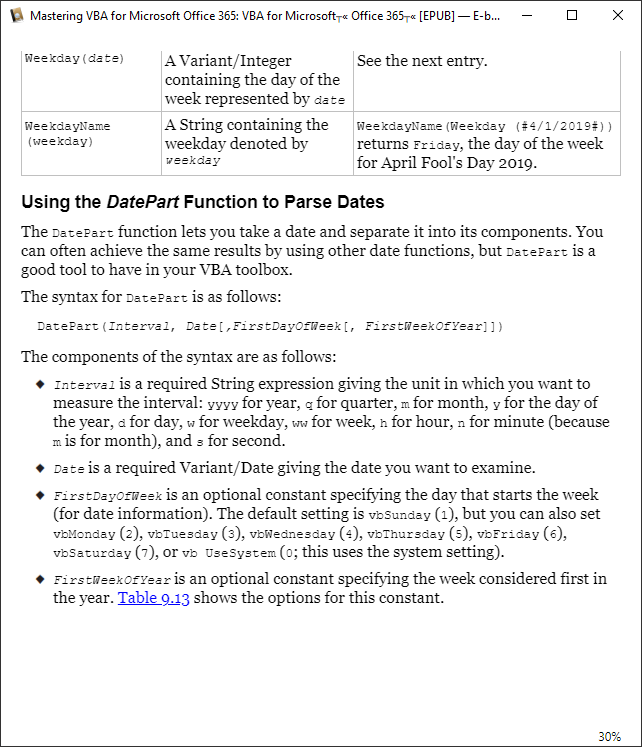 Mastering VBA for Microsoft Office 365: VBA for Microsoft┬« Office 365┬« [EPUB] — E-b...
Weekday(date)
A Variant/Integer
containing the day of the
week represented by date
See the next entry.
WeekdayName
(weekday)
A String containing the
weekday denoted by
weekday
WeekdayName(Weekday (#4/1/2019#))
returns Friday, the day of the week
for April Fool's Day 2019.
Using the DatePart Function to Parse Dates
The DatePart function lets you take a date and separate it into its components. You
can often achieve the same results by using other date functions, but DatePart is a
good tool to have in your VBA toolbox.
The syntax for DatePart is as follows:
DatePart(Interval, Date[,FirstDayOfWeek[, FirstWeekOfYear]])
The components of the syntax are as follows:
◆ Interval is a required String expression giving the unit in which you want to
measure the interval: yyyy for year, q for quarter, m for month, y for the day of
the year, d for day, w for weekday, ww for week, h for hour, n for minute (because
m is for month), and s for second.
◆ Date is a required Variant/Date giving the date you want to examine.
◆ FirstDayOfWeek is an optional constant specifying the day that starts the week
(for date information). The default setting is vbSunday (1), but you can also set
vbMonday (2), vbTuesday (3), vbWednesday (4), vbThursday (5), vbFriday (6),
vbSaturday (7), or vb UseSystem (0; this uses the system setting).
◆ FirstWeekOfYear is an optional constant specifying the week considered first in
the year. Table 9.13 shows the options for this constant.
30%